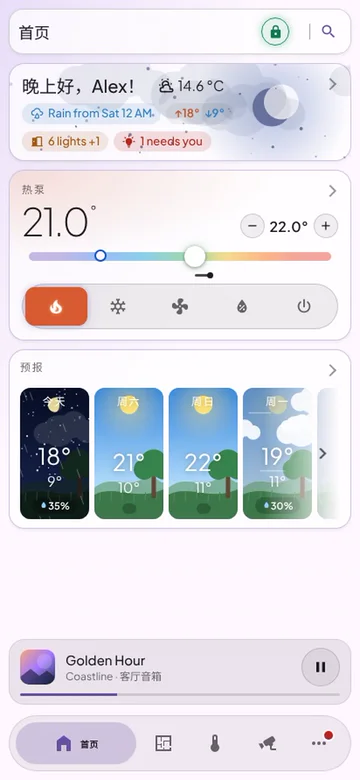 首页
晚上好，Alex！ 14.6 °C
Rain from Sat 12 AM ↑18° ↓9°
6 lights +1 1 needs you
热泵
21.0°
− 22.0° +
预报
今天 周六 周日 周一
18° 21° 22° 19°
9° 10° 11° 11°
35% 30%
Golden Hour
Coastline · 客厅音箱
首页